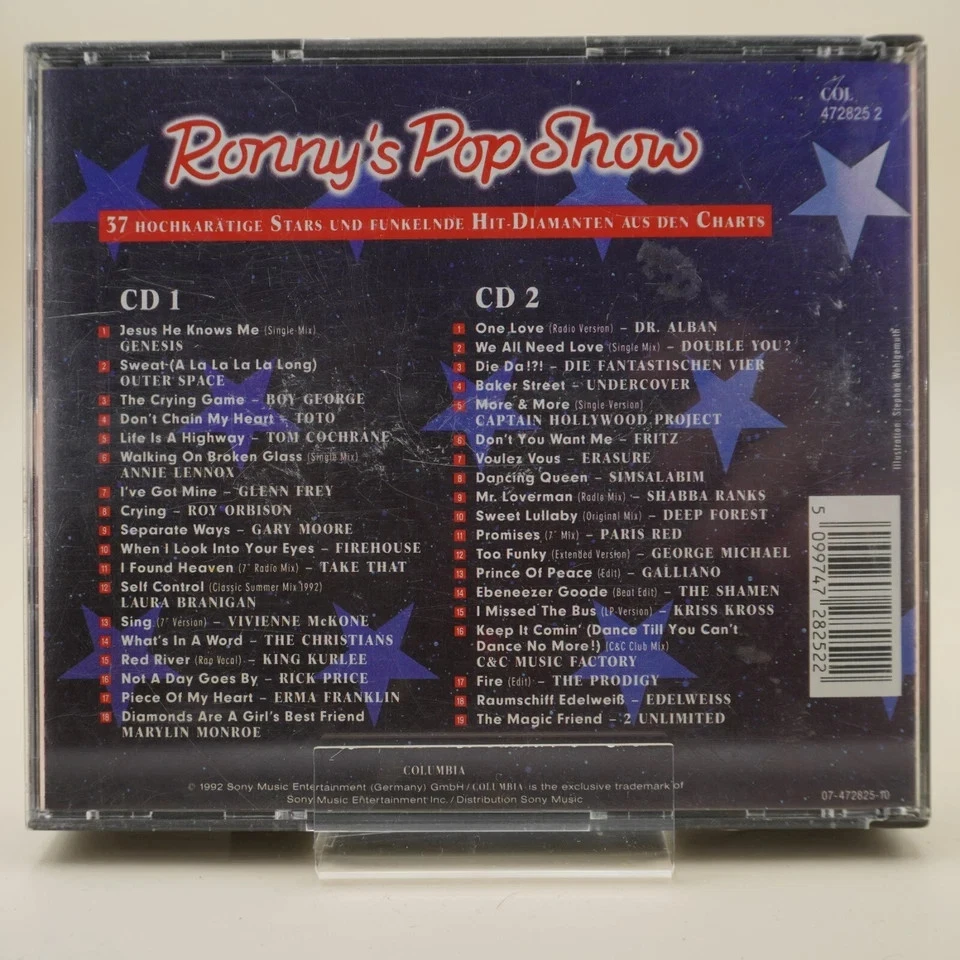 COL
472825 2
Ronny's Pop Show
37 HOCHKARÄTIGE STARS UND FUNKELNDE HIT-DIAMANTEN AUS DEN CHARTS
CD 1
1 Jesus He Knows Me (Single Mix)
GENESIS
2 Sweat-(A La La La La Long)
OUTER SPACE
3 The Crying Game – BOY GEORGE
4 Don't Chain My Heart – TOTO
5 Life Is A Highway – TOM COCHRANE
6 Walking On Broken Glass (Single Mix)
ANNIE LENNOX
7 I've Got Mine – GLENN FREY
8 Crying – ROY ORBISON
9 Separate Ways – GARY MOORE
10 When I Look Into Your Eyes – FIREHOUSE
11 I Found Heaven (7" Radio Mix) – TAKE THAT
12 Self Control (Classic Summer Mix 1992)
LAURA BRANIGAN
13 Sing (7" Version) – VIVIENNE McKONE
14 What's In A Word – THE CHRISTIANS
15 Red River (Rap Vocal) – KING KURLEE
16 Not A Day Goes By – RICK PRICE
17 Piece Of My Heart – ERMA FRANKLIN
18 Diamonds Are A Girl's Best Friend
MARYLIN MONROE
CD 2
1 One Love (Radio Version) – DR. ALBAN
2 We All Need Love (Single Mix) – DOUBLE YOU?
3 Die Da!?! – DIE FANTASTISCHEN VIER
4 Baker Street – UNDERCOVER
5 More & More (Single Version)
CAPTAIN HOLLYWOOD PROJECT
6 Don't You Want Me – FRITZ
7 Voulez Vous – ERASURE
8 Dancing Queen – SIMSALABIM
9 Mr. Loverman (Radio Mix) – SHABBA RANKS
10 Sweet Lullaby (Original Mix) – DEEP FOREST
11 Promises (7" Mix) – PARIS RED
12 Too Funky (Extended Version) – GEORGE MICHAEL
13 Prince Of Peace (Edit) – GALLIANO
14 Ebeneezer Goode (Beat Edit) – THE SHAMEN
15 I Missed The Bus (LP-Version) – KRISS KROSS
16 Keep It Comin' (Dance Till You Can't
Dance No More!) (C&C Club Mix)
C&C MUSIC FACTORY
17 Fire (Edit) – THE PRODIGY
18 Raumschiff Edelweiß – EDELWEISS
19 The Magic Friend – 2 UNLIMITED
Illustration: Stephan Wohlgemuth
5 099747 282522
COLUMBIA
© 1992 Sony Music Entertainment (Germany) GmbH / COLUMBIA is the exclusive trademark of
Sony Music Entertainment Inc. / Distribution Sony Music
07-472825-10